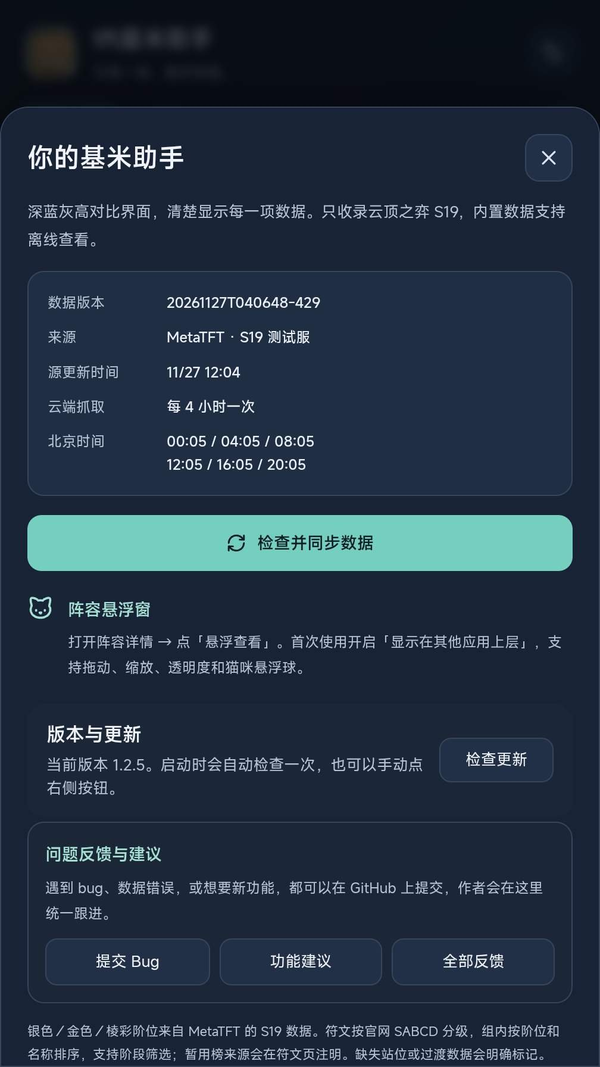 你的基米助手
深蓝灰高对比界面，清楚显示每一项数据。只收录云顶之弈 S19，内置数据支持
离线查看。
数据版本 20261127T040648-429
来源 MetaTFT · S19 测试服
源更新时间 11/27 12:04
云端抓取 每 4 小时一次
北京时间 00:05 / 04:05 / 08:05
12:05 / 16:05 / 20:05
检查并同步数据
阵容悬浮窗
打开阵容详情 → 点「悬浮查看」。首次使用开启「显示在其他应用上层」，支
持拖动、缩放、透明度和猫咪悬浮球。
版本与更新
当前版本 1.2.5。启动时会自动检查一次，也可以手动点
右侧按钮。
检查更新
问题反馈与建议
遇到 bug、数据错误，或想要新功能，都可以在 GitHub 上提交，作者会在这里
统一跟进。
提交 Bug 功能建议 全部反馈
银色／金色／棱彩阶位来自 MetaTFT 的 S19 数据。符文按官网 SABCD 分级，组内按阶位和
名称排序，支持阶段筛选；暂用榜来源会在符文页注明。缺失站位或过渡数据会明确标记。